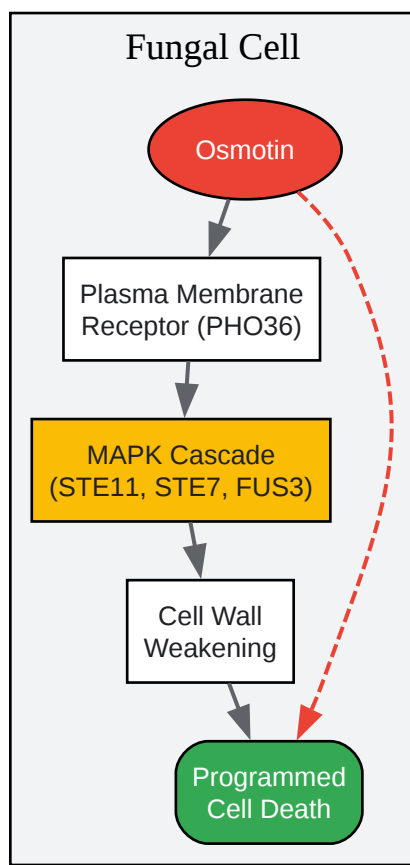 Fungal Cell
Osmotin
Plasma Membrane
Receptor (PHO36)
MAPK Cascade
(STE11, STE7, FUS3)
Cell Wall
Weakening
Programmed
Cell Death